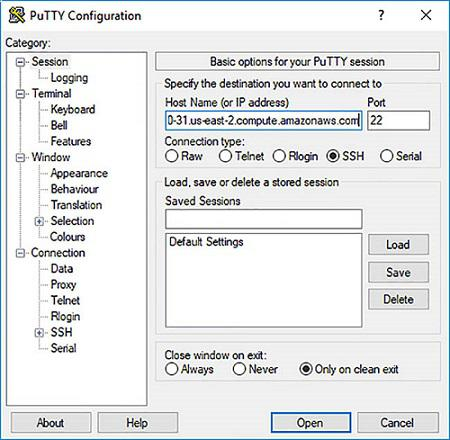 PuTTY Configuration
?
Category:
Session
Logging
Terminal
Keyboard
Bell
Features
Window
Appearance
Behaviour
Translation
Selection
Colours
Connection
Data
Proxy
Telnet
Rlogin
SSH
Serial
Basic options for your PuTTY session
Specify the destination you want to connect to
Host Name (or IP address) Port
0-31.us-east-2.compute.amazonaws.com 22
Connection type:
Raw Telnet Rlogin SSH Serial
Load, save or delete a stored session
Saved Sessions
Default Settings
Load
Save
Delete
Close window on exit:
Always Never Only on clean exit
About Help Open Cancel